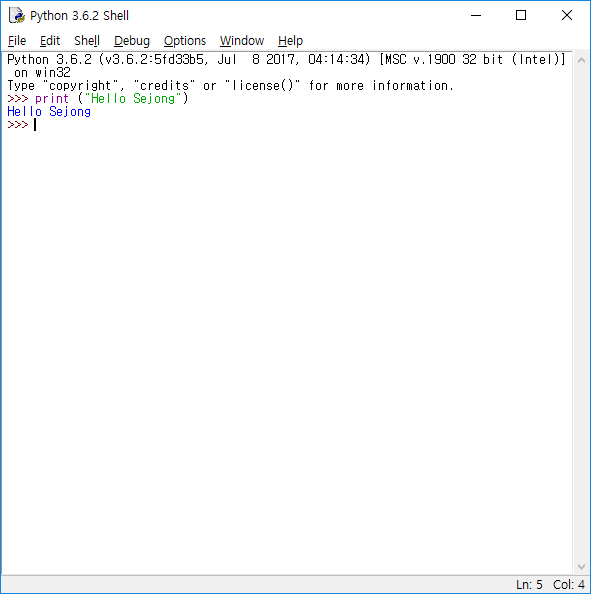 Python 3.6.2 Shell
File Edit Shell Debug Options Window Help
Python 3.6.2 (v3.6.2:5fd33b5, Jul  8 2017, 04:14:34) [MSC v.1900 32 bit (Intel)]
 on win32
Type "copyright", "credits" or "license()" for more information.
>>> print ("Hello Sejong")
Hello Sejong
>>>
Ln: 5 Col: 4